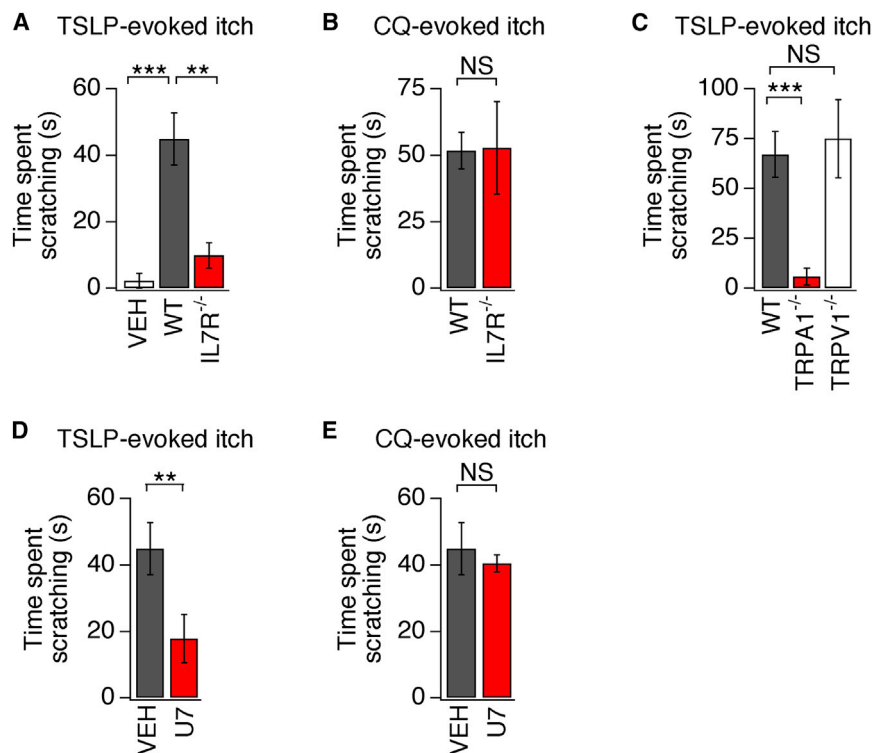 A TSLP-evoked itch
*** **
Time spent
scratching (s)
60
40
20
0
VEH
WT
IL7R-/-
B CQ-evoked itch
NS
Time spent
scratching (s)
75
50
25
0
WT
IL7R-/-
C TSLP-evoked itch
NS
***
Time spent
scratching (s)
100
75
50
25
0
WT
TRPA1-/-
TRPV1-/-
D TSLP-evoked itch
**
Time spent
scratching (s)
60
40
20
0
VEH
U7
E CQ-evoked itch
NS
Time spent
scratching (s)
60
40
20
0
VEH
U7